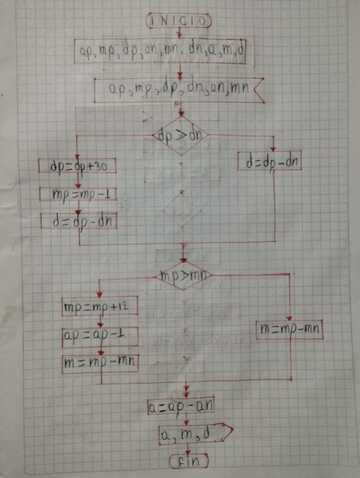 INICIO
ap, mp, dp, an, mn, dn, a, m, d
ap, mp, dp, dn, an, mn
dp > dn
dp = dp + 30
d = dp - dn
mp = mp - 1
d = dp - dn
mp > mn
mp = mp + 12
m = mp - mn
ap = ap - 1
m = mp - mn
a = ap - an
a, m, d
Fin